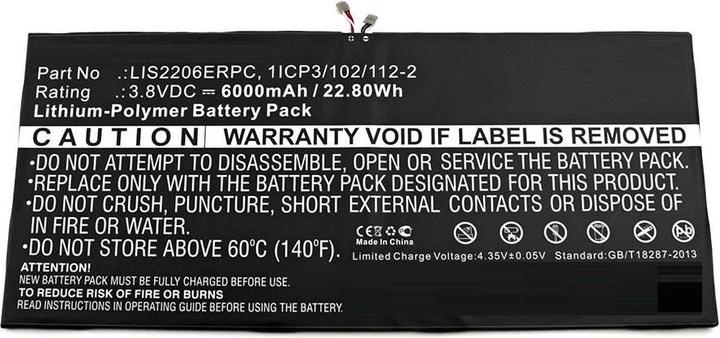 Part No .:LIS2206ERPC, 1ICP3/102/112-2
Rating .:3.8VDC 6000mAh / 22.80Wh
Lithium-Polymer Battery Pack
CAUTION WARRANTY VOID IF LABEL IS REMOVED
•DO NOT ATTEMPT TO DISASSEMBLE, OPEN OR SERVICE THE BATTERY PACK.
•REPLACE ONLY WITH THE BATTERY PACK DESIGNATED FOR THIS PRODUCT.
•DO NOT CRUSH, PUNCTURE, SHORT EXTERNAL CONTACTS OR DISPOSE OF
IN FIRE OR WATER.
•DO NOT STORE ABOVE 60°C (140°F).
CE
Made In China
Pb
Limited Charge Voltage:4.35V±0.05V Standard:GB/T18287-2013
ATTENTION!
NEW BATTERY PACK MUST BE FULLY CHARGED BEFORE USE.
TO REDUCE RISK OF FIRE OR BURNS
READ INSTRUCTIONS IN DEVICE'S OPERATING MANUAL BEFORE USING THE BATTERY.